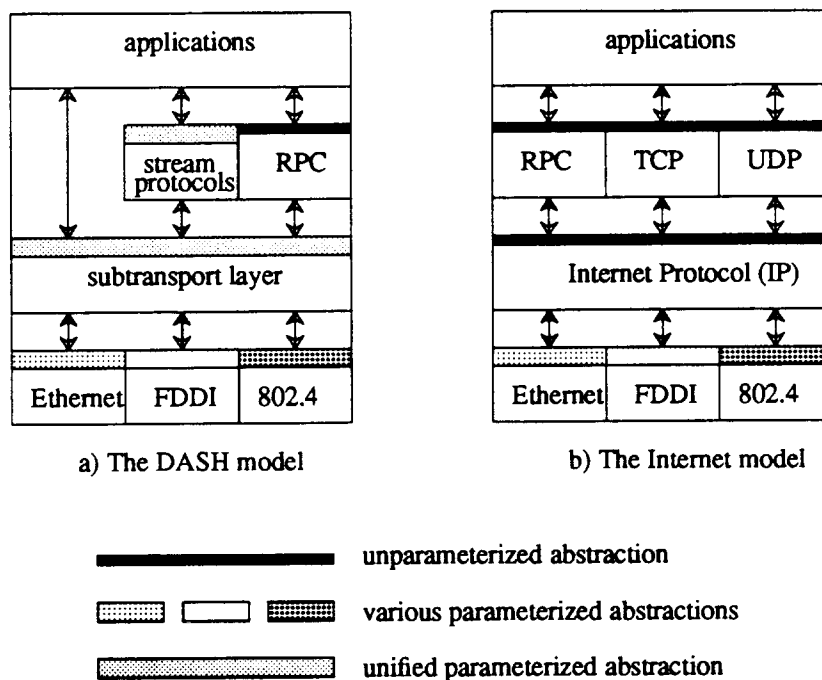 applications
stream
protocols
RPC
subtransport layer
Ethernet
FDDI
802.4
a) The DASH model
applications
RPC
TCP
UDP
Internet Protocol (IP)
Ethernet
FDDI
802.4
b) The Internet model
unparameterized abstraction
various parameterized abstractions
unified parameterized abstraction